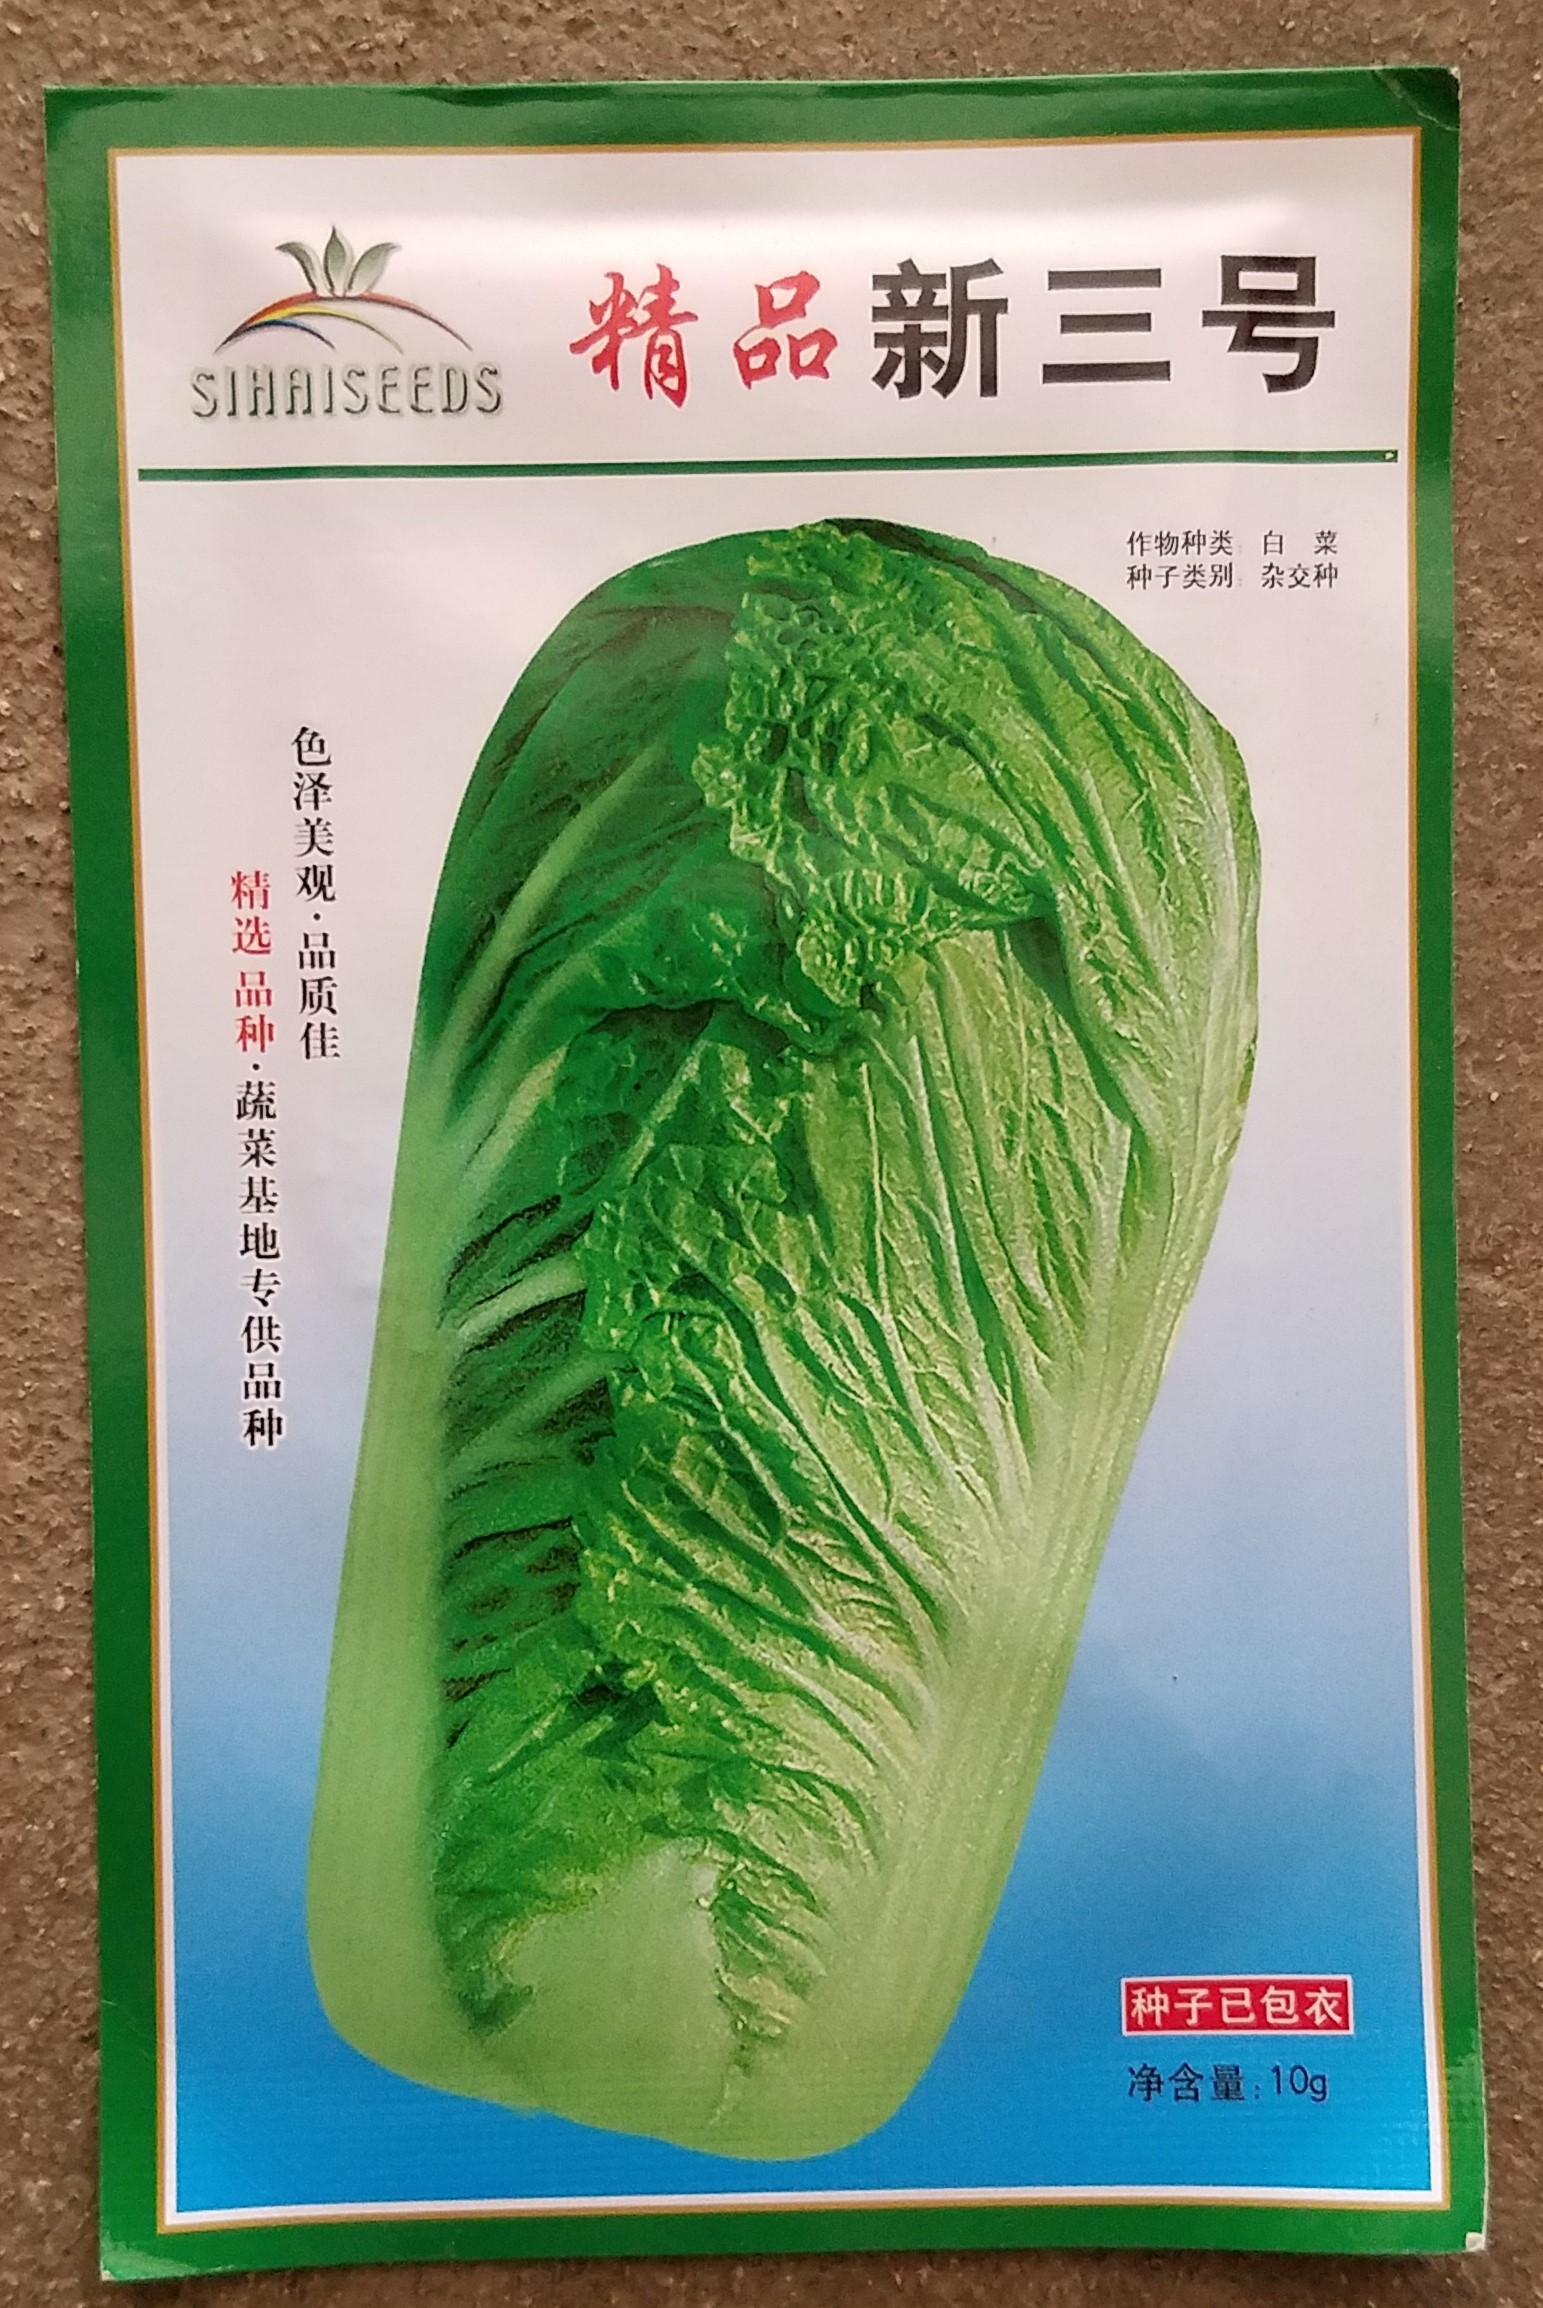 SIHAISEEDS
精品新三号
作物种类:白 菜
种子类别:杂交种
色泽美观·品质佳
精选品种·蔬菜基地专供品种
种子已包衣
净含量:10g